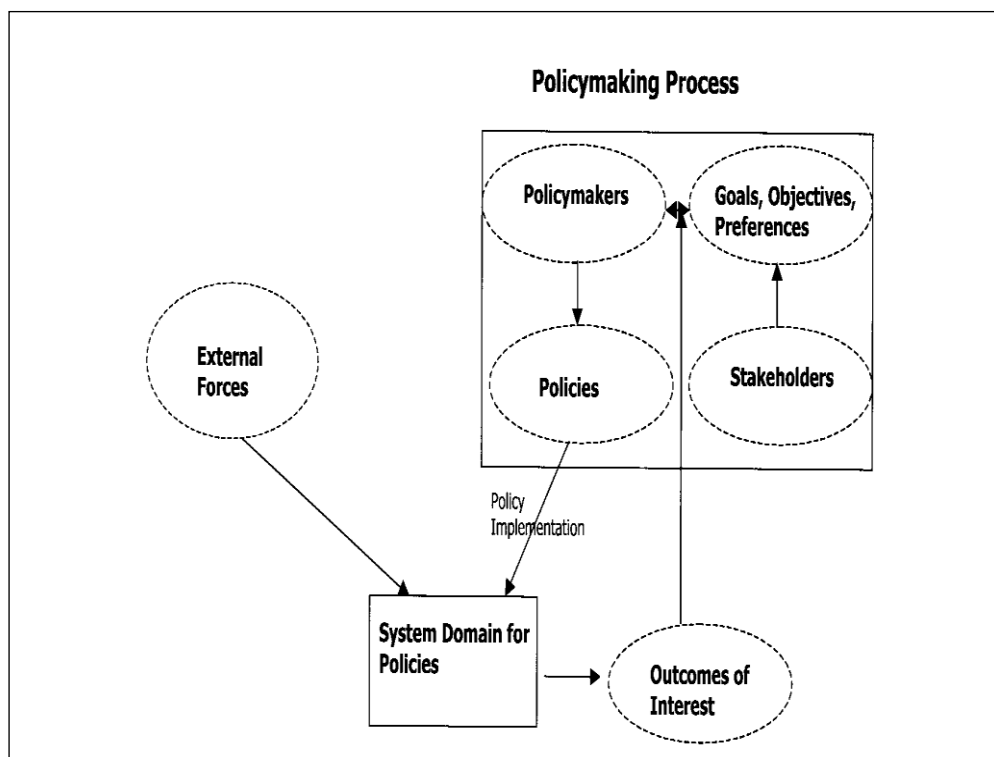 Policymaking Process
Policymakers
Goals, Objectives,
Preferences
External
Forces
Policies
Stakeholders
Policy
Implementation
System Domain for
Policies
Outcomes of
Interest